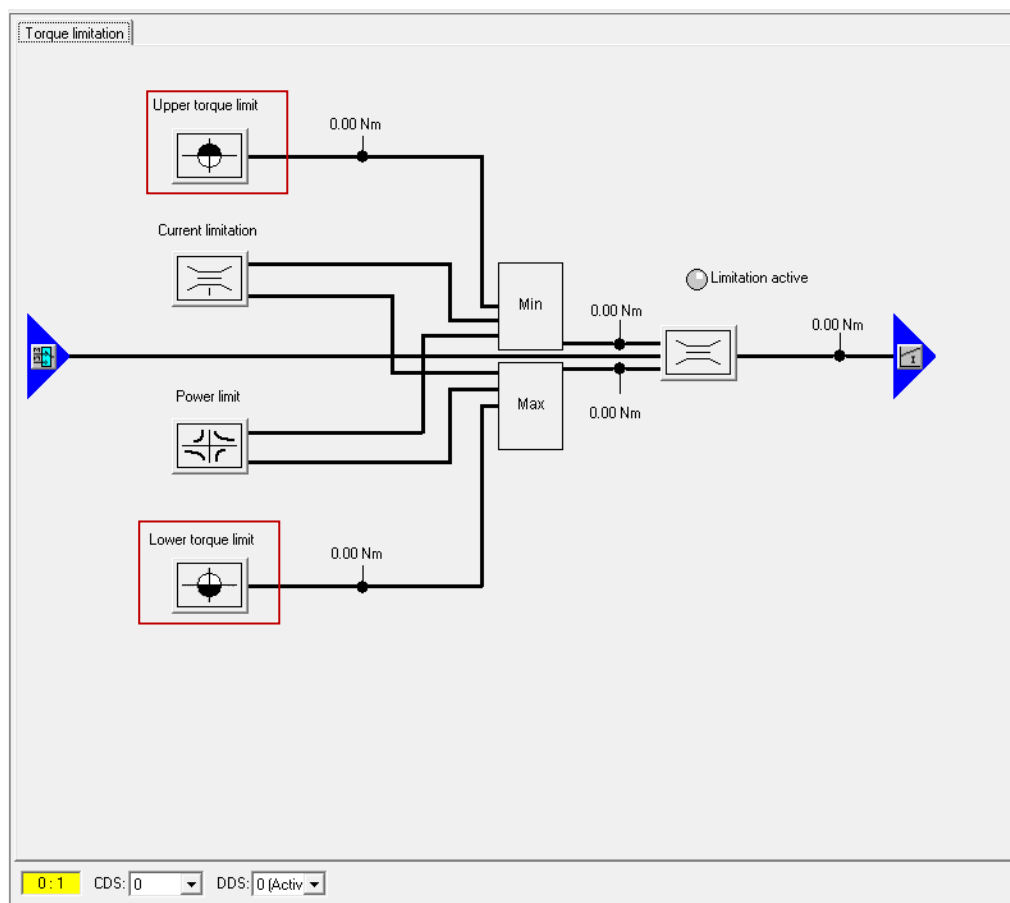 Torque limitation
Upper torque limit
0.00 Nm
Current limitation
Limitation active
Min
0.00 Nm
0.00 Nm
Power limit
Max
0.00 Nm
Lower torque limit
0.00 Nm
0 : 1 CDS: 0 DDS: 0 (Activ